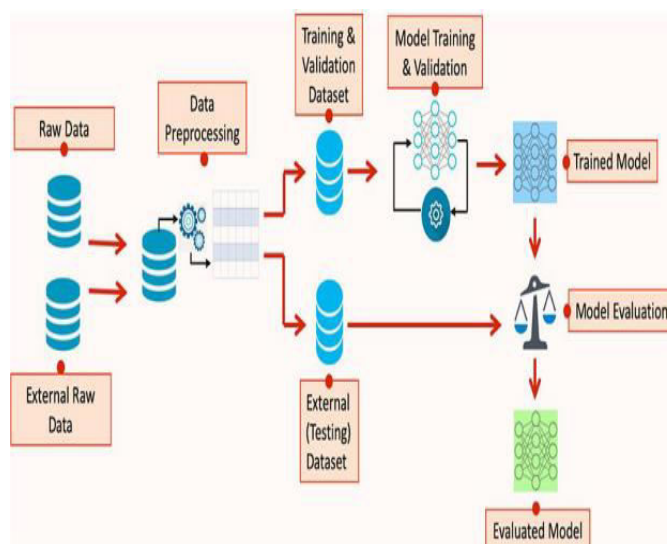 Training &
Validation
Dataset
Model Training
& Validation
Data
Preprocessing
Raw Data
Trained Model
Model Evaluation
External Raw
Data
External
(Testing)
Dataset
Evaluated Model